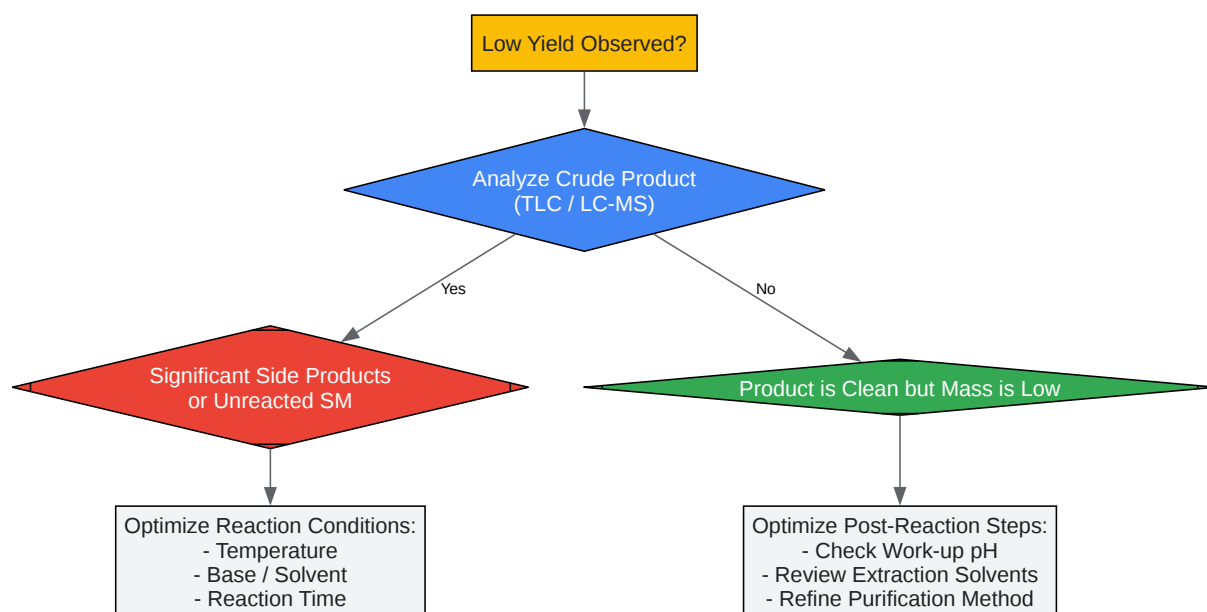 Low Yield Observed?
Analyze Crude Product
(TLC / LC-MS)
Yes
No
Significant Side Products
or Unreacted SM
Product is Clean but Mass is Low
Optimize Reaction Conditions:
- Temperature
- Base / Solvent
- Reaction Time
Optimize Post-Reaction Steps:
- Check Work-up pH
- Review Extraction Solvents
- Refine Purification Method